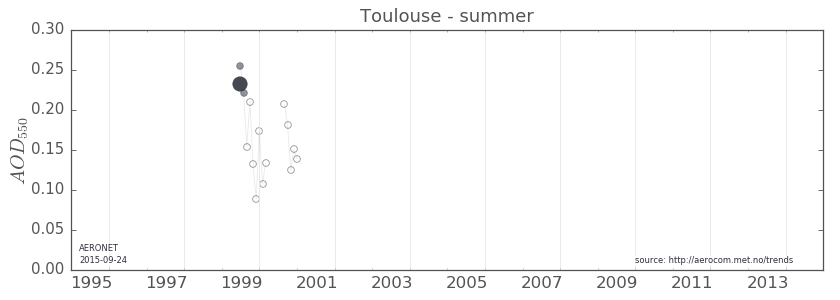 Toulouse - summer
0.30
0.25
0.20
0.15
0.10
0.05
0.00
AOD550
AERONET
2015-09-24
source: http://aerocom.met.no/trends
1995 1997 1999 2001 2003 2005 2007 2009 2011 2013